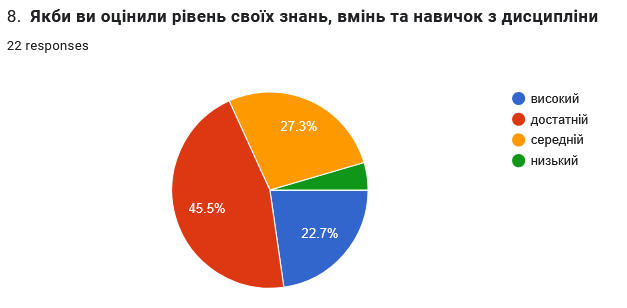 8. Якби ви оцінили рівень своїх знань, вмінь та навичок з дисципліни
22 responses
27.3%
45.5%
22.7%
високий
достатній
середній
низький